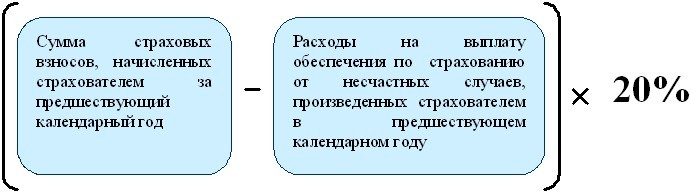 Сумма страховых
взносов, начисленных
страхователем за
предшествующий
календарный год
–
Расходы на выплату
обеспечения по страхованию
от несчастных случаев,
произведенных страхователем
в предшествующем
календарном году
× 20%